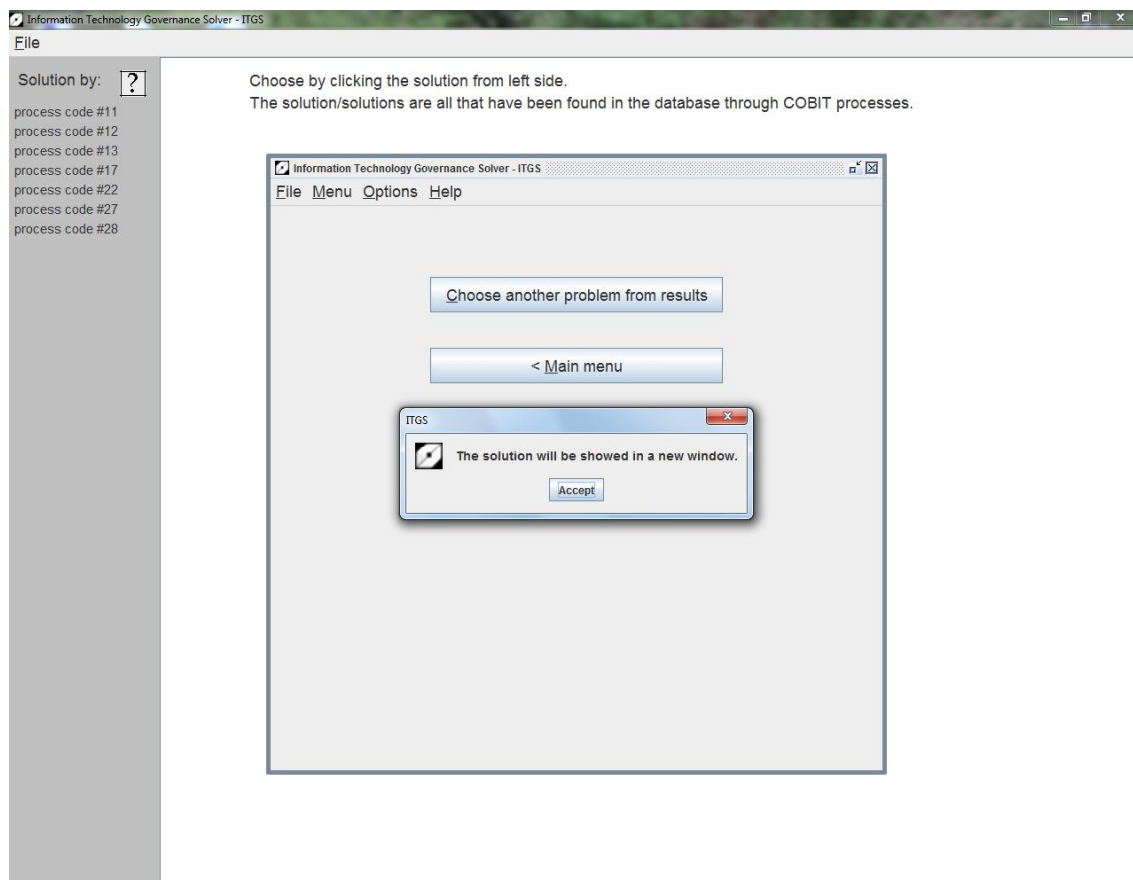 Information Technology Governance Solver - ITGS
File
Solution by: ?
process code #11
process code #12
process code #13
process code #17
process code #22
process code #27
process code #28
Choose by clicking the solution from left side.
The solution/solutions are all that have been found in the database through COBIT processes.
Information Technology Governance Solver - ITGS
File Menu Options Help
Choose another problem from results
< Main menu
ITGS
The solution will be showed in a new window.
Accept